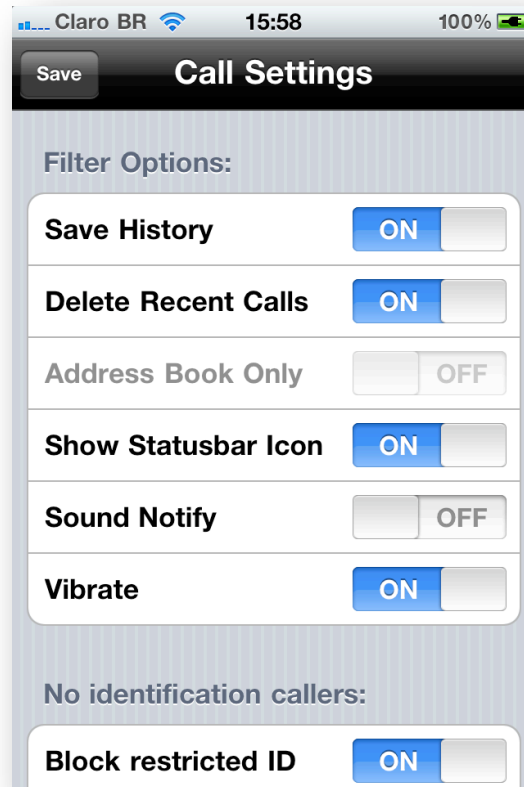 Claro BR 15:58 100%
Save Call Settings
Filter Options:
Save History ON
Delete Recent Calls ON
Address Book Only OFF
Show Statusbar Icon ON
Sound Notify OFF
Vibrate ON
No identification callers:
Block restricted ID ON